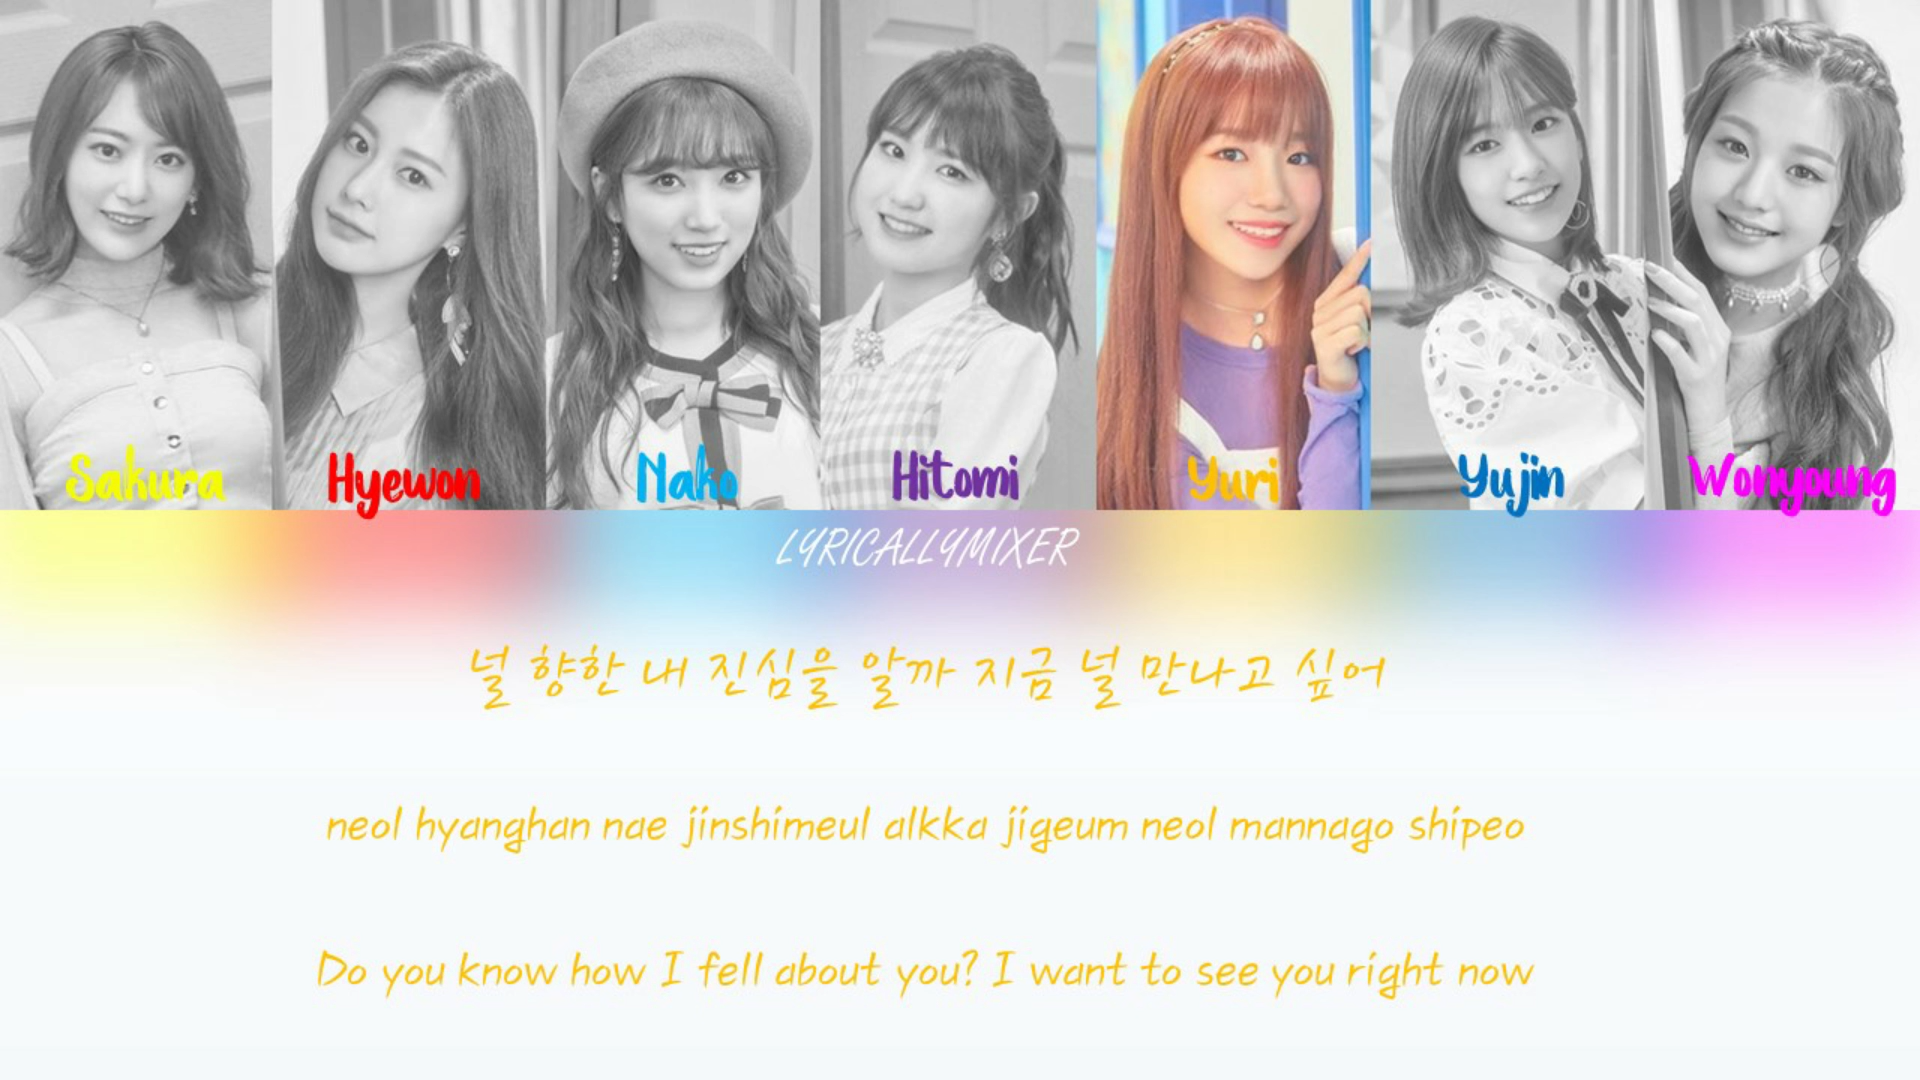 Sakura Hyewon Nako Hitomi Yuri Yujin Wonyoung
LYRICALLYMIXER
널 향한 내 진심을 알까 지금 널 만나고 싶어
neol hyanghan nae jinshimeul alkka jigeum neol mannago shipeo
Do you know how I fell about you? I want to see you right now